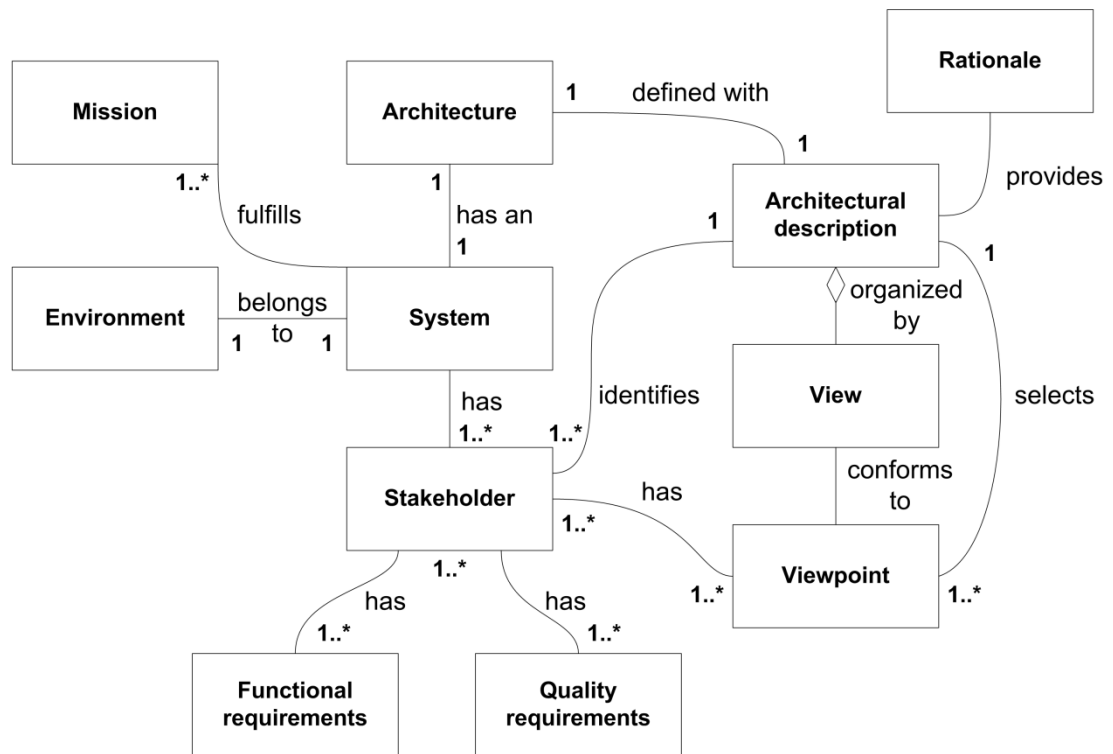 Rationale
Mission
Architecture
1
defined with
1
1..*
1
provides
fulfills
has an
1
Architectural
description
1
1
Environment
belongs
to
1
1
System
organized
by
has
1..*
identifies
1..*
View
selects
Stakeholder
has
conforms
to
1..*
1..*
Viewpoint
1..*
1..*
has
has
1..*
1..*
Functional
requirements
Quality
requirements